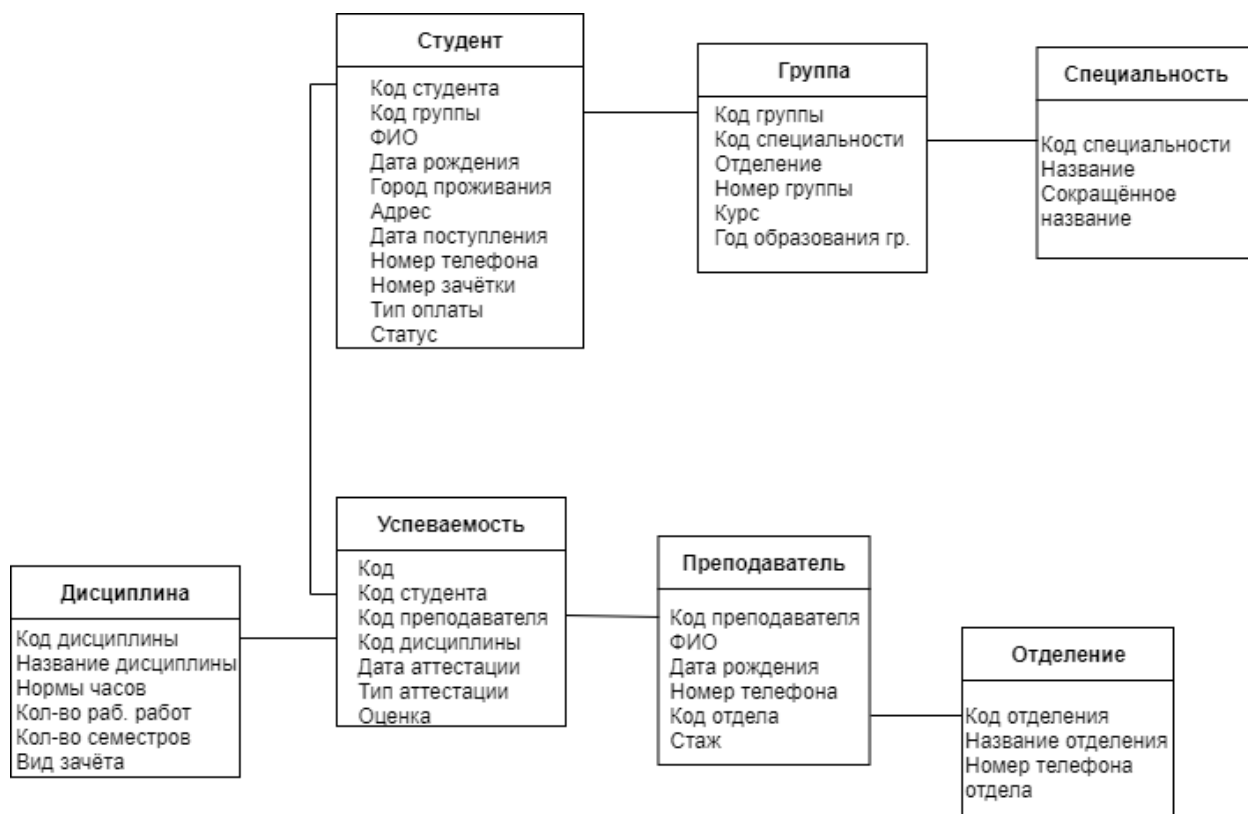 Студент
Код студента
Код группы
ФИО
Дата рождения
Город проживания
Адрес
Дата поступления
Номер телефона
Номер зачётки
Тип оплаты
Статус
Группа
Код группы
Код специальности
Отделение
Номер группы
Курс
Год образования гр.
Специальность
Код специальности
Название
Сокращённое
название
Дисциплина
Код дисциплины
Название дисциплины
Нормы часов
Кол-во раб. работ
Кол-во семестров
Вид зачёта
Успеваемость
Код
Код студента
Код преподавателя
Код дисциплины
Дата аттестации
Тип аттестации
Оценка
Преподаватель
Код преподавателя
ФИО
Дата рождения
Номер телефона
Код отдела
Стаж
Отделение
Код отделения
Название отделения
Номер телефона
отдела